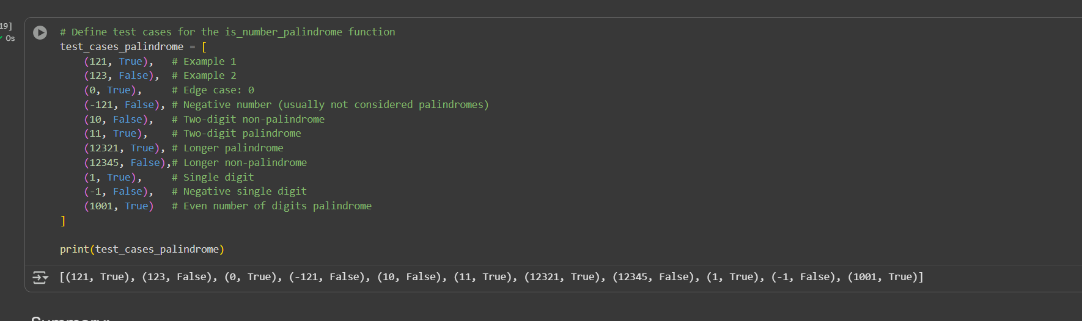 19]
0s
# Define test cases for the is_number_palindrome function
test_cases_palindrome = [
    (121, True),   # Example 1
    (123, False),  # Example 2
    (0, True),     # Edge case: 0
    (-121, False), # Negative number (usually not considered palindromes)
    (10, False),   # Two-digit non-palindrome
    (11, True),    # Two-digit palindrome
    (12321, True), # Longer palindrome
    (12345, False),# Longer non-palindrome
    (1, True),     # Single digit
    (-1, False),   # Negative single digit
    (1001, True)   # Even number of digits palindrome
]
print(test_cases_palindrome)
[(121, True), (123, False), (0, True), (-121, False), (10, False), (11, True), (12321, True), (12345, False), (1, True), (-1, False), (1001, True)]
Summary: